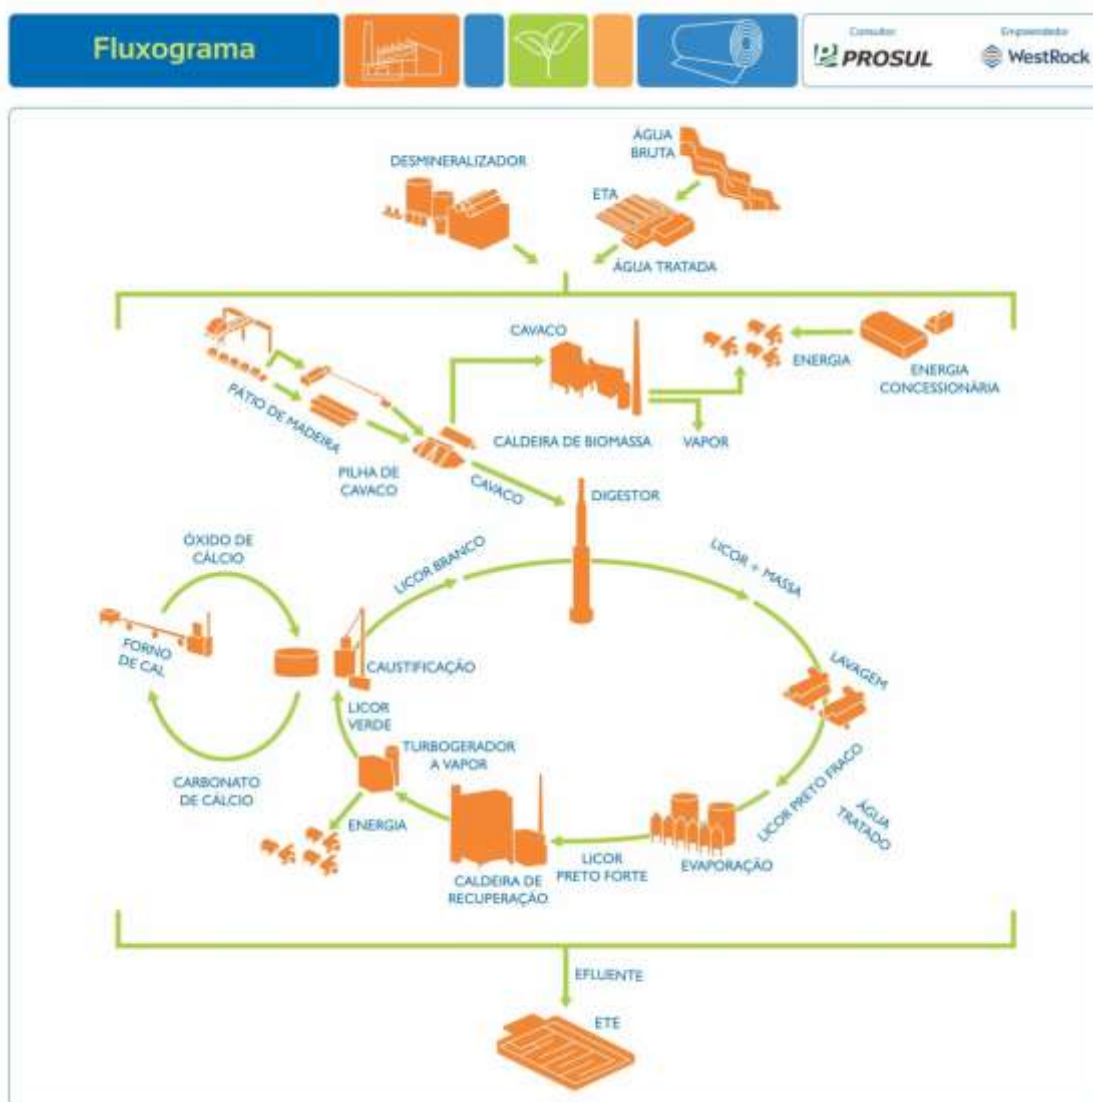 Fluxograma
Consultor
PROSUL
Empreendedor
WestRock
ÁGUA
BRUTA
DESMINERALIZADOR
ETA
ÁGUA TRATADA
CAVACO
ENERGIA
ENERGIA
CONCESSIONÁRIA
PÁTIO DE MADEIRA
CALDEIRA DE BIOMASSA
VAPOR
PILHA DE
CAVACO
CAVACO
DIGESTOR
ÓXIDO DE
CÁLCIO
LICOR BRANCO
LICOR + MASSA
FORNO
DE CAL
CAUSTIFICAÇÃO
LAVAGEM
LICOR
VERDE
TURBOGERADOR
A VAPOR
CARBONATO
DE CÁLCIO
LICOR PRETO FRACO
ÁGUA
TRATADO
ENERGIA
LICOR
PRETO FORTE
EVAPORAÇÃO
CALDEIRA DE
RECUPERAÇÃO
EFLUENTE
ETE